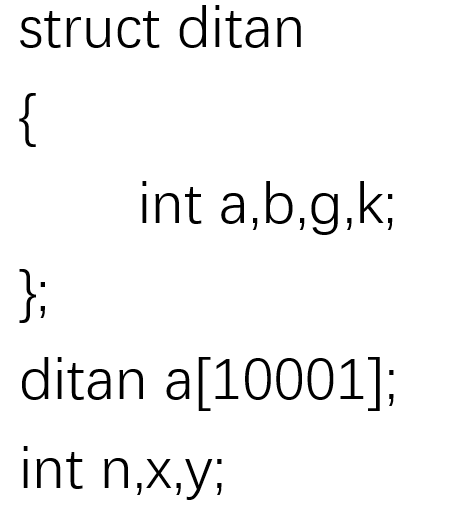 struct ditan
{
int a,b,g,k;
};
ditan a[10001];
int n,x,y;